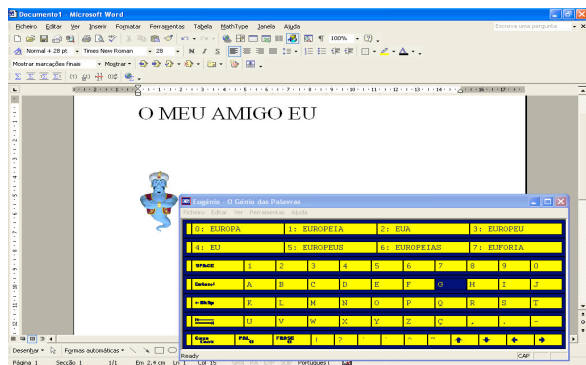 Documento1 - Microsoft Word
Ficheiro Editar Ver Inserir Formatar Ferramentas Tabela MathType Janela Ajuda
Escreva uma pergunta
100%
Normal + 28 pt Times New Roman 28 N I S
Mostrar marcações finais Mostrar
O MEU AMIGO EU
Eugénio - O Génio das Palavras
Ficheiro Editar Ver Ferramentas Ajuda
0: EUROPA 1: EUROPEIA 2: EUA 3: EUROPEU
4: EU 5: EUROPEUS 6: EUROPEIAS 7: EUFORIA
SPACE 1 2 3 4 5 6 7 8 9 0
A B C D E F G H I J
K L M N O P Q R S T
U V W X Y Z Ç , . -
Caps Lock PAL FRASE ! ?
Ready CAP
Desenhar Formas automáticas
Página 1 Secção 1 1/1 Em 2,4 cm Ln 1 Col 15 Português (